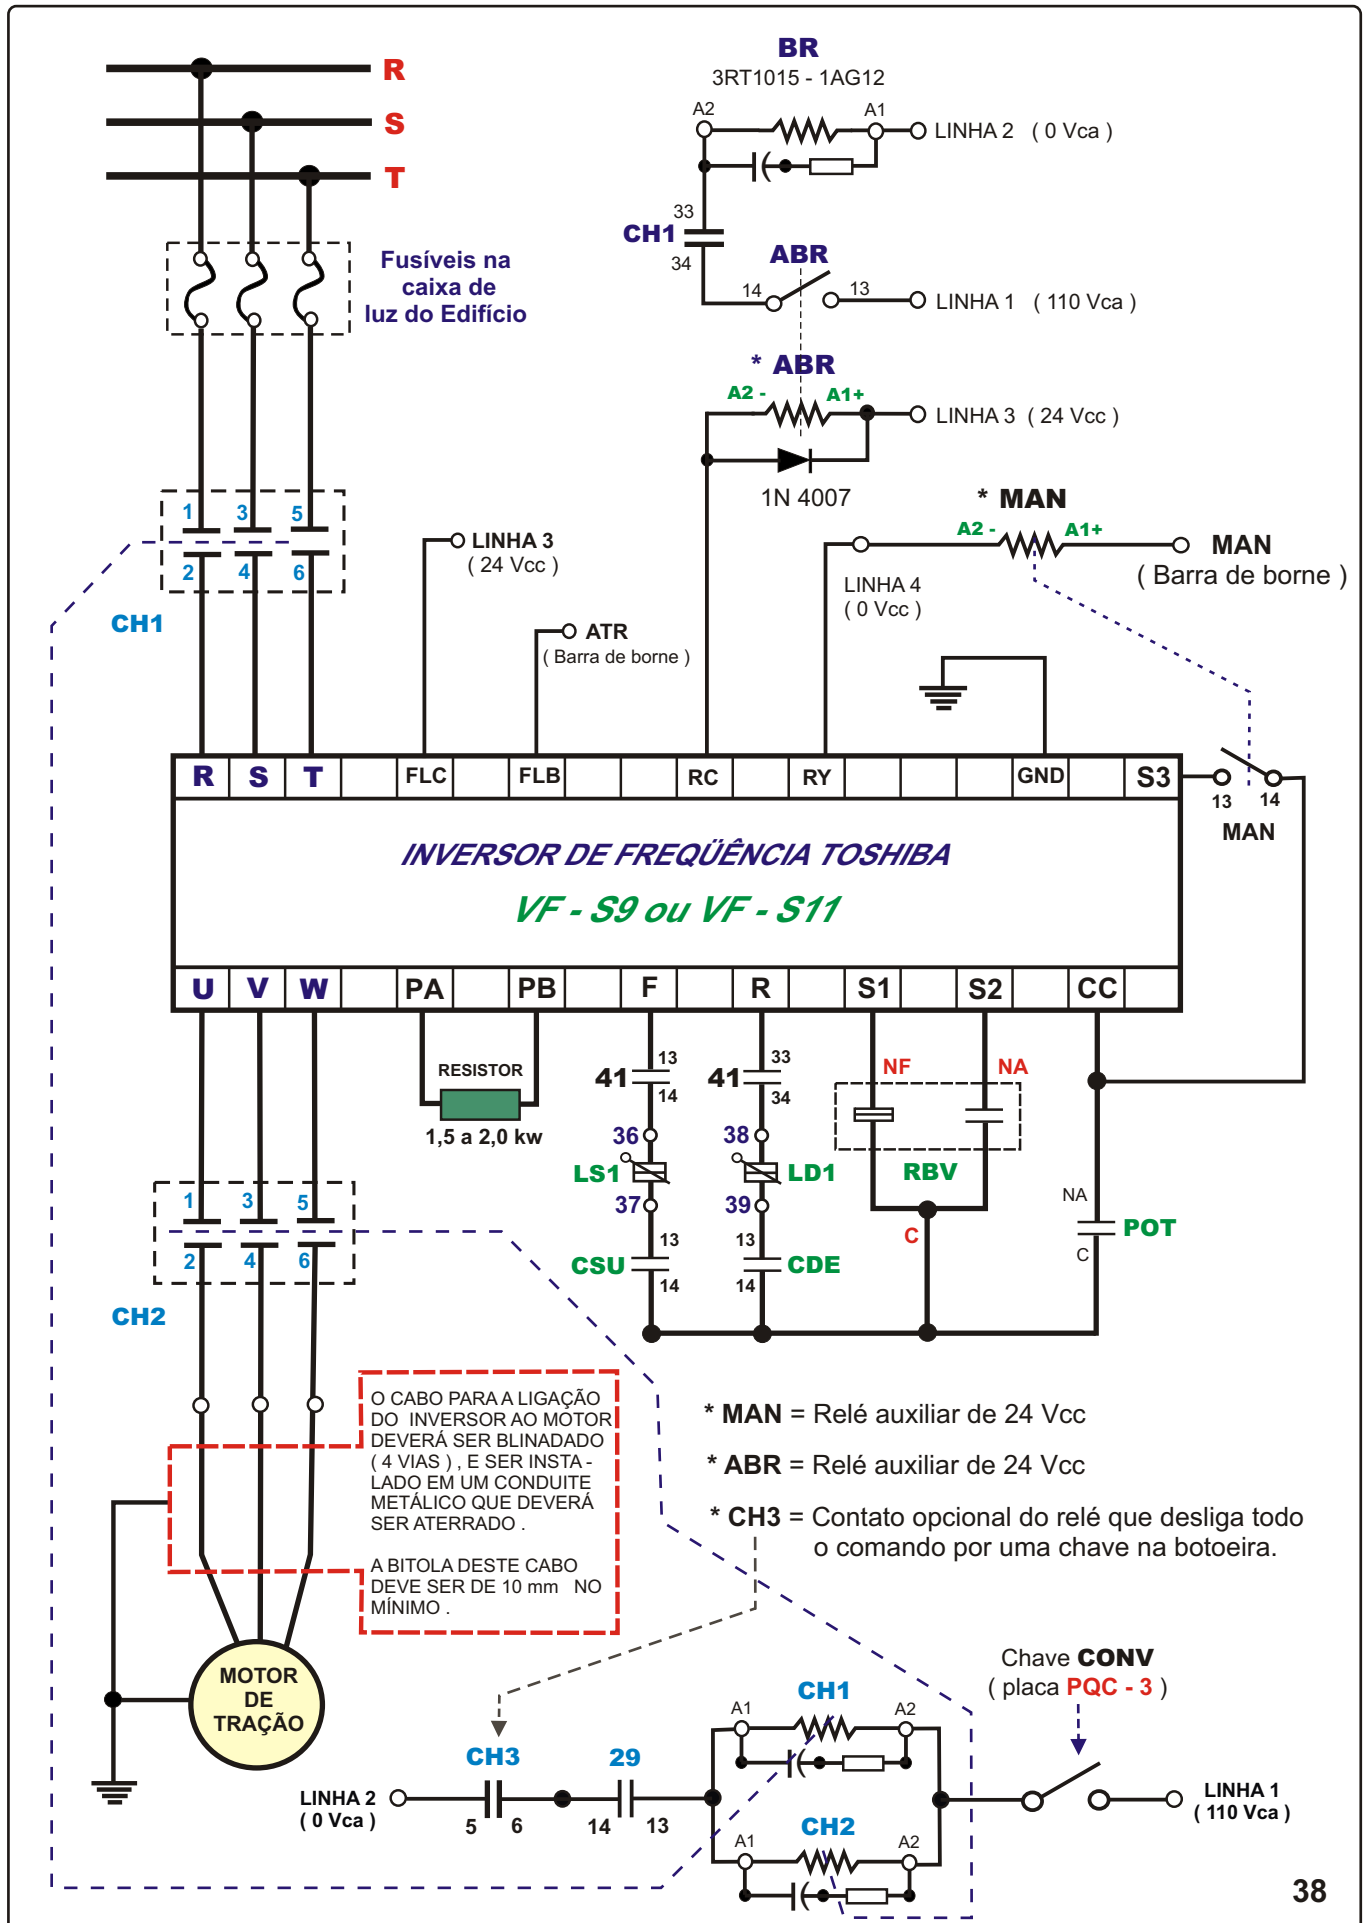 BR
3RT1015 - 1AG12
R
S
T
A2
A1
LINHA 2 ( 0 Vca )
33
CH1
34
ABR
14
13
LINHA 1 ( 110 Vca )
Fusíveis na
caixa de
luz do Edifício
* ABR
A2 -
A1+
LINHA 3 ( 24 Vcc )
1N 4007
* MAN
A2 -
A1+
MAN
( Barra de borne )
LINHA 4
( 0 Vcc )
1
3
5
2
4
6
CH1
LINHA 3
( 24 Vcc )
ATR
( Barra de borne )
R
S
T
FLC
FLB
RC
RY
GND
S3
13
14
MAN
INVERSOR DE FREQÜÊNCIA TOSHIBA
VF - S9 ou VF - S11
U
V
W
PA
PB
F
R
S1
S2
CC
RESISTOR
1,5 a 2,0 kw
41
13
14
41
33
34
NF
NA
36
LS1
37
38
LD1
39
RBV
C
13
CSU
14
13
CDE
14
NA
POT
C
1
3
5
2
4
6
CH2
O CABO PARA A LIGAÇÃO
DO INVERSOR AO MOTOR
DEVERÁ SER BLINADADO
( 4 VIAS ) , E SER INSTA -
LADO EM UM CONDUITE
METÁLICO QUE DEVERÁ
SER ATERRADO .
A BITOLA DESTE CABO
DEVE SER DE 10 mm NO
MÍNIMO .
* MAN = Relé auxiliar de 24 Vcc
* ABR = Relé auxiliar de 24 Vcc
* CH3 = Contato opcional do relé que desliga todo
o comando por uma chave na botoeira.
MOTOR
DE
TRAÇÃO
Chave CONV
( placa PQC - 3 )
CH1
A1
A2
CH3
29
LINHA 2
( 0 Vca )
5
6
14
13
CH2
A1
A2
LINHA 1
( 110 Vca )
38